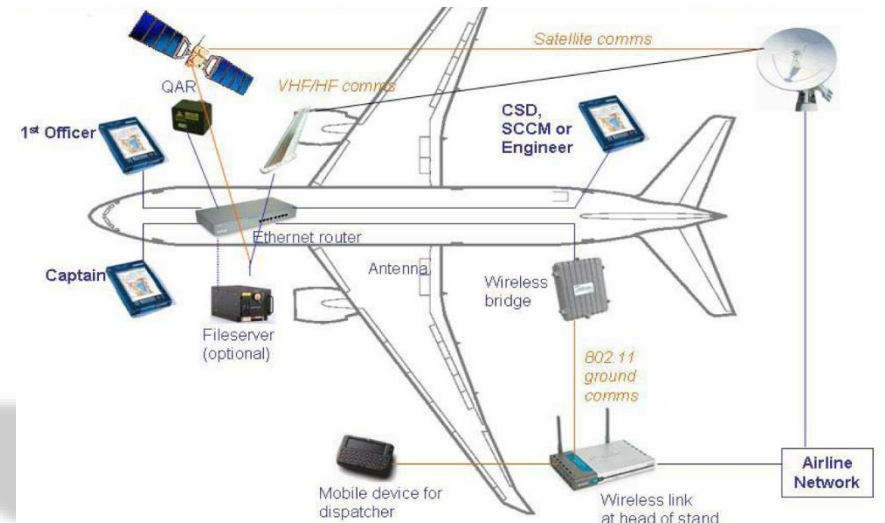 Satellite comms
QAR
VHF/HF comms
1st Officer
CSD,
SCCM or
Engineer
Ethernet router
Captain
Antenna
Wireless
bridge
Fileserver
(optional)
802.11
ground
comms
Mobile device for
dispatcher
Wireless link
at head of stand
Airline
Network